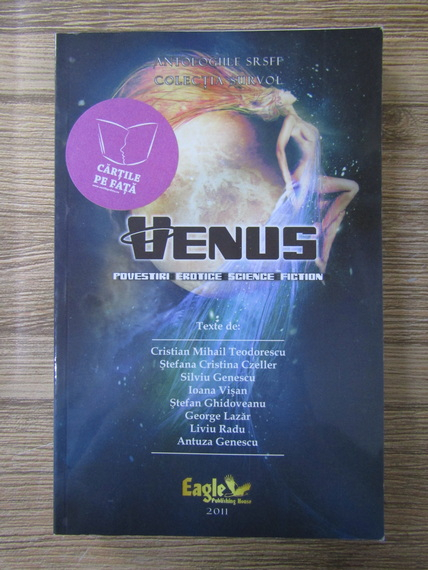 ANTOLOGIILE SRSFF
COLECȚIA SURVOL
CĂRȚILE
PE FAȚĂ
VENUS
POVESTIRI EROTICE SCIENCE FICTION
Texte de:
Cristian Mihail Teodorescu
Ștefana Cristina Czeller
Silviu Genescu
Ioana Vișan
Ștefan Ghidoveanu
George Lazăr
Liviu Radu
Antuza Genescu
Eagle
Publishing House
2011